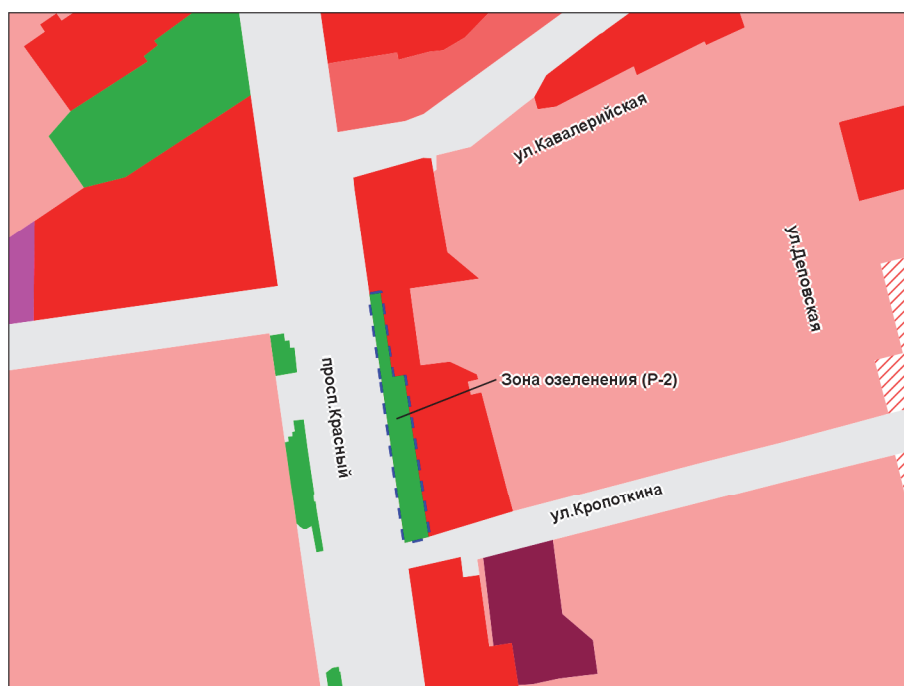 ул.Кавалерийская
ул.Деповская
просп.Красный
Зона озеленения (Р-2)
ул.Кропоткина